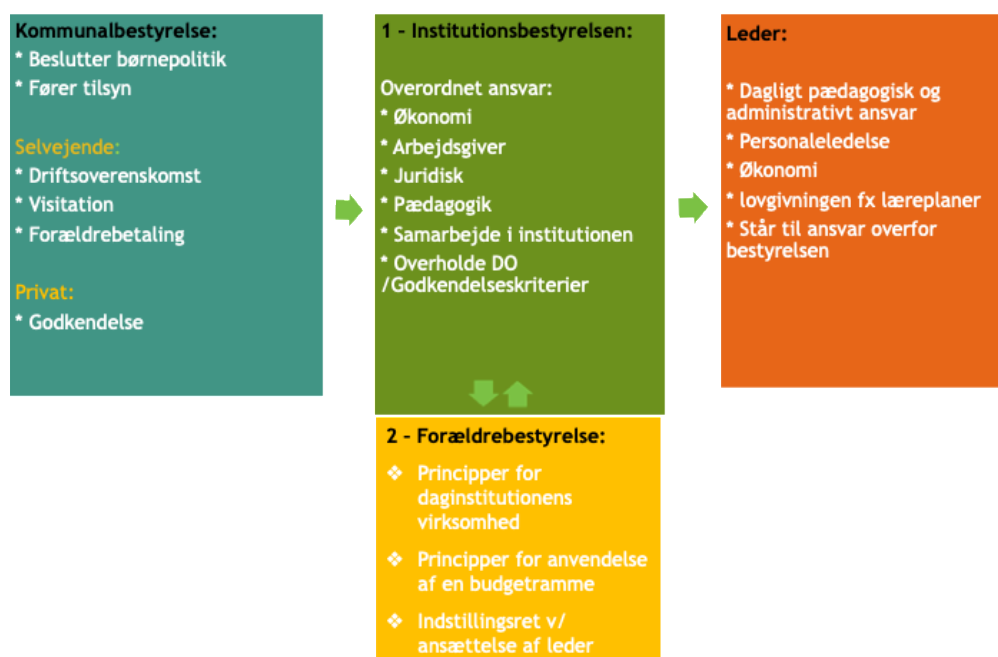 Kommunalbestyrelse:
* Beslutter børnepolitik
* Fører tilsyn
Selvejende:
* Driftsoverenskomst
* Visitation
* Forældrebetaling
Privat:
* Godkendelse
1 - Institutionsbestyrelsen:
Overordnet ansvar:
* Økonomi
* Arbejdsgiver
* Juridisk
* Pædagogik
* Samarbejde i institutionen
* Overholde DO
/Godkendelseskriterier
2 - Forældrebestyrelse:
❖ Principper for
daginstitutionens
virksomhed
❖ Principper for anvendelse
af en budgetramme
❖ Indstillingsret v/
ansættelse af leder
Leder:
* Dagligt pædagogisk og
administrativt ansvar
* Personaleledelse
* Økonomi
* lovgivningen fx læreplaner
* Står til ansvar overfor
bestyrelsen